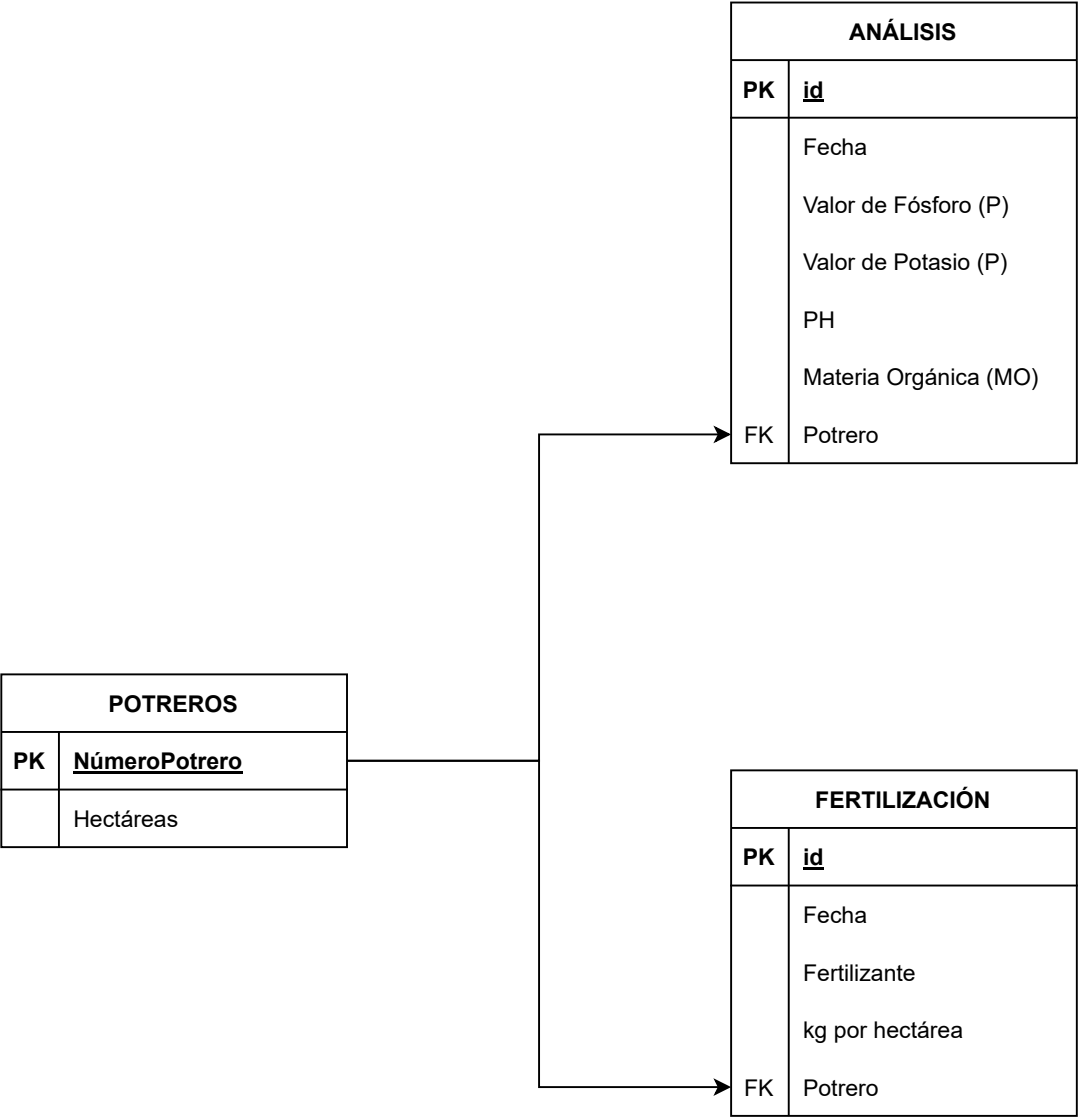 ANÁLISIS
PK id
Fecha
Valor de Fósforo (P)
Valor de Potasio (P)
PH
Materia Orgánica (MO)
FK Potrero
POTREROS
PK NúmeroPotrero
Hectáreas
FERTILIZACIÓN
PK id
Fecha
Fertilizante
kg por hectárea
FK Potrero